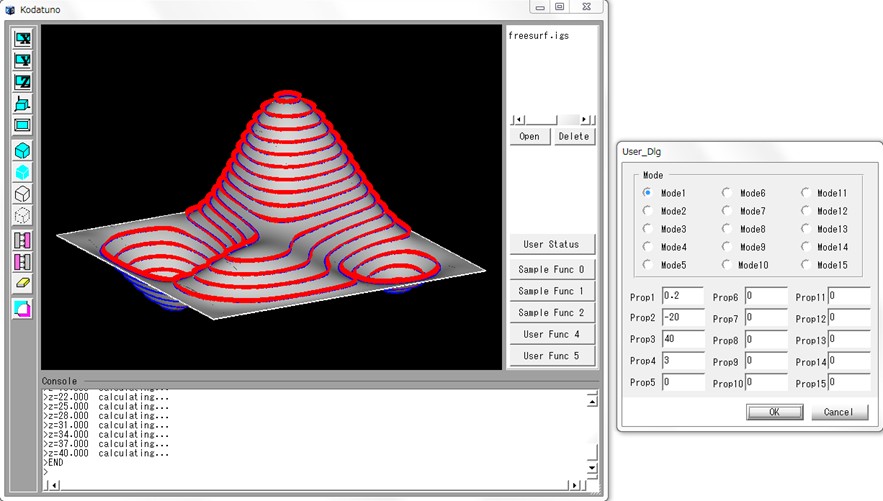 Kodatuno
freesurf.igs
Open Delete
User Status
Sample Func 0
Sample Func 1
Sample Func 2
User Func 4
User Func 5
Console
>z=22.000 calculating...
>z=25.000 calculating...
>z=28.000 calculating...
>z=31.000 calculating...
>z=34.000 calculating...
>z=37.000 calculating...
>z=40.000 calculating...
>END
>
User_Dlg
Mode
Mode1 Mode6 Mode11
Mode2 Mode7 Mode12
Mode3 Mode8 Mode13
Mode4 Mode9 Mode14
Mode5 Mode10 Mode15
Prop1 0.2 Prop6 0 Prop11 0
Prop2 -20 Prop7 0 Prop12 0
Prop3 40 Prop8 0 Prop13 0
Prop4 3 Prop9 0 Prop14 0
Prop5 0 Prop10 0 Prop15 0
OK Cancel